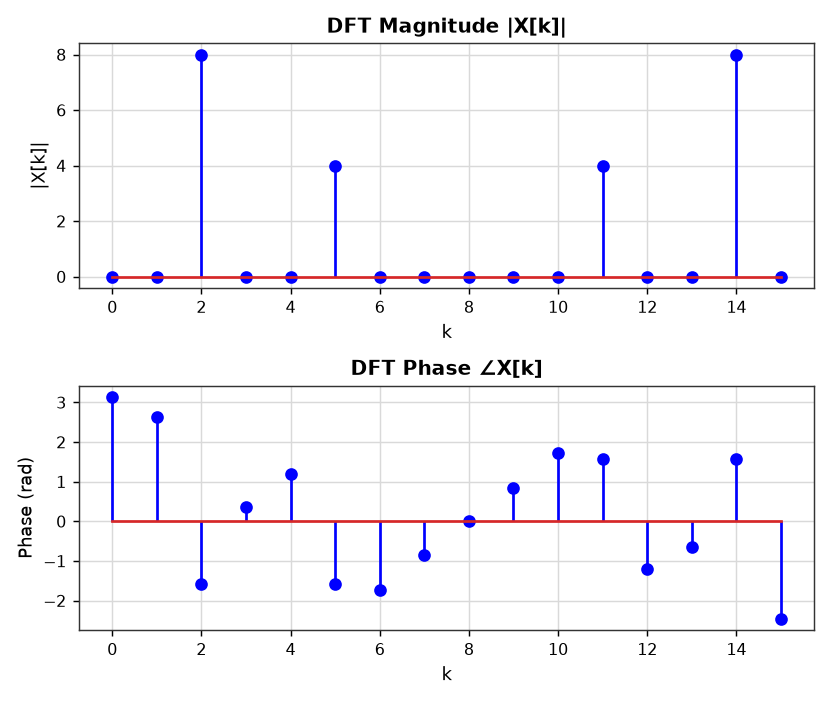 DFT Magnitude |X[k]|
8
6
4
2
0
|X[k]|
0 2 4 6 8 10 12 14
k
DFT Phase ∠X[k]
3
2
1
0
−1
−2
Phase (rad)
0 2 4 6 8 10 12 14
k